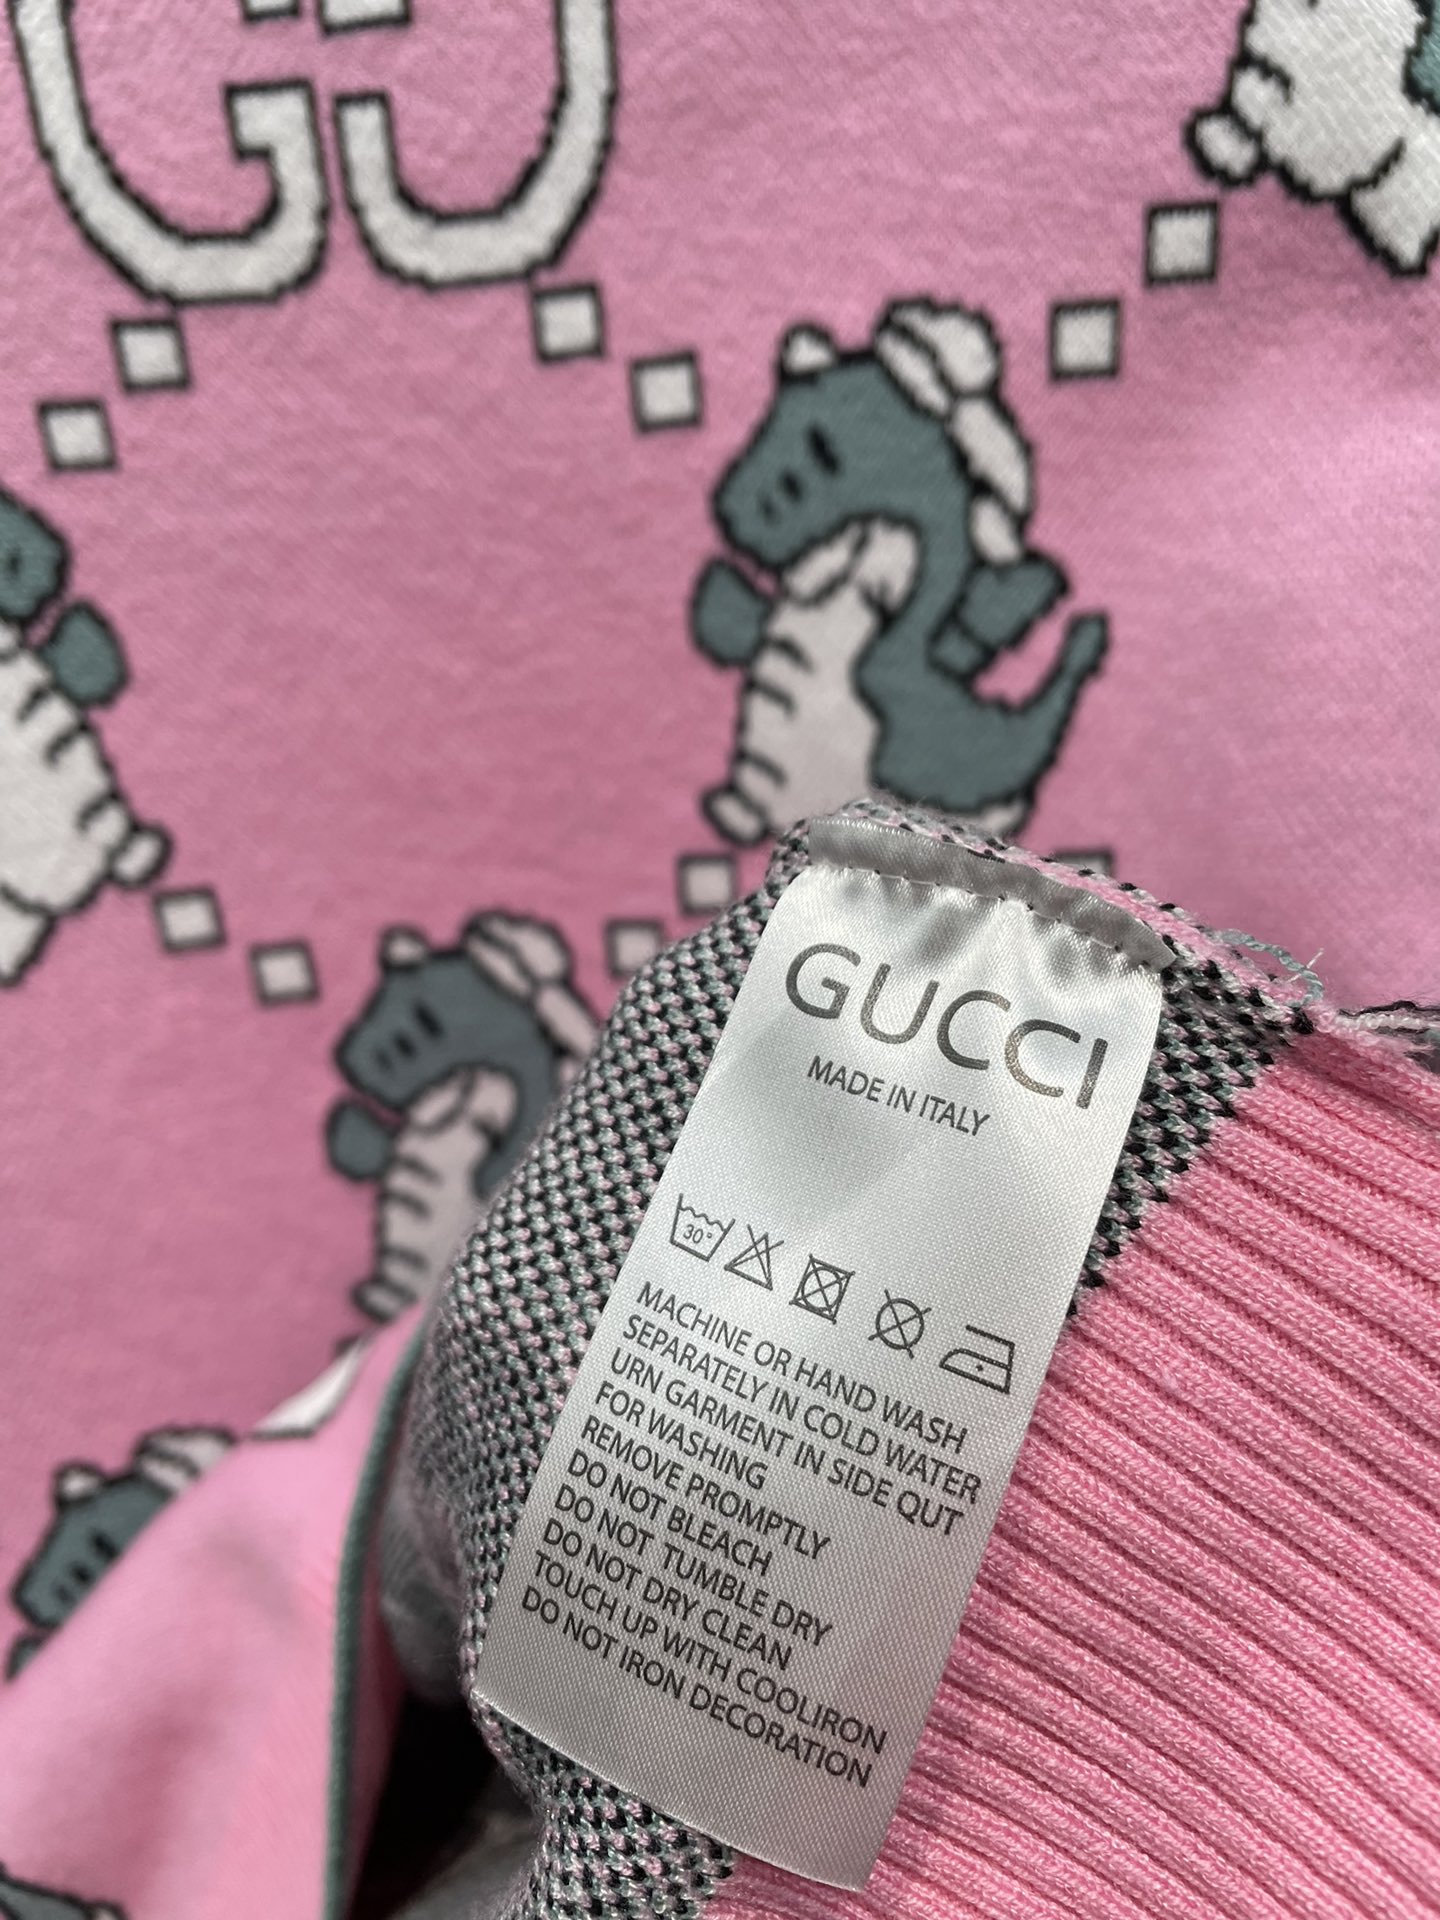 GUCCI
MADE IN ITALY
30°
MACHINE OR HAND WASH
SEPARATELY IN COLD WATER
URN GARMENT IN SIDE QUT
FOR WASHING
REMOVE PROMPTLY
DO NOT BLEACH
DO NOT TUMBLE DRY
DO NOT DRY CLEAN
TOUCH UP WITH COOLIRON
DO NOT IRON DECORATION